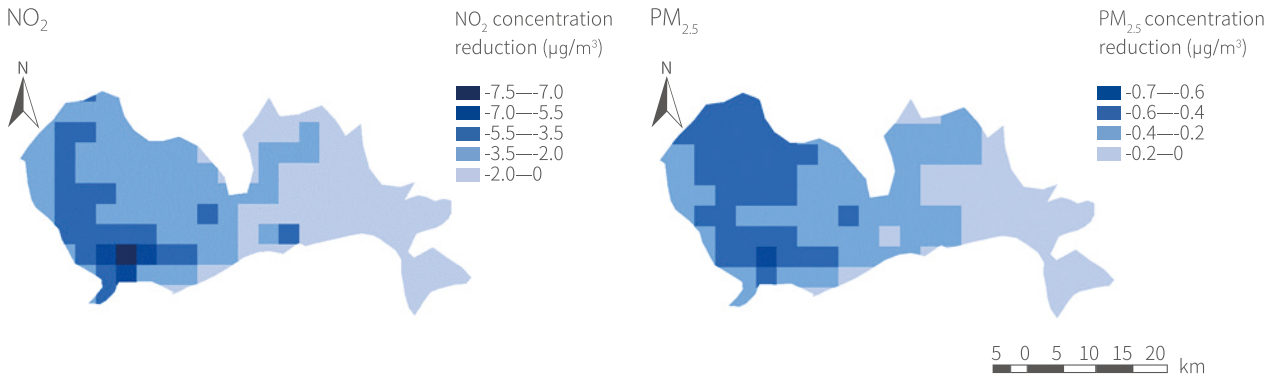 NO₂
NO₂ concentration
reduction (µg/m³)
N
-7.5—-7.0
-7.0—-5.5
-5.5—-3.5
-3.5—-2.0
-2.0—0
PM₂.₅
PM₂.₅ concentration
reduction (µg/m³)
N
-0.7—-0.6
-0.6—-0.4
-0.4—-0.2
-0.2—0
5 0 5 10 15 20 km